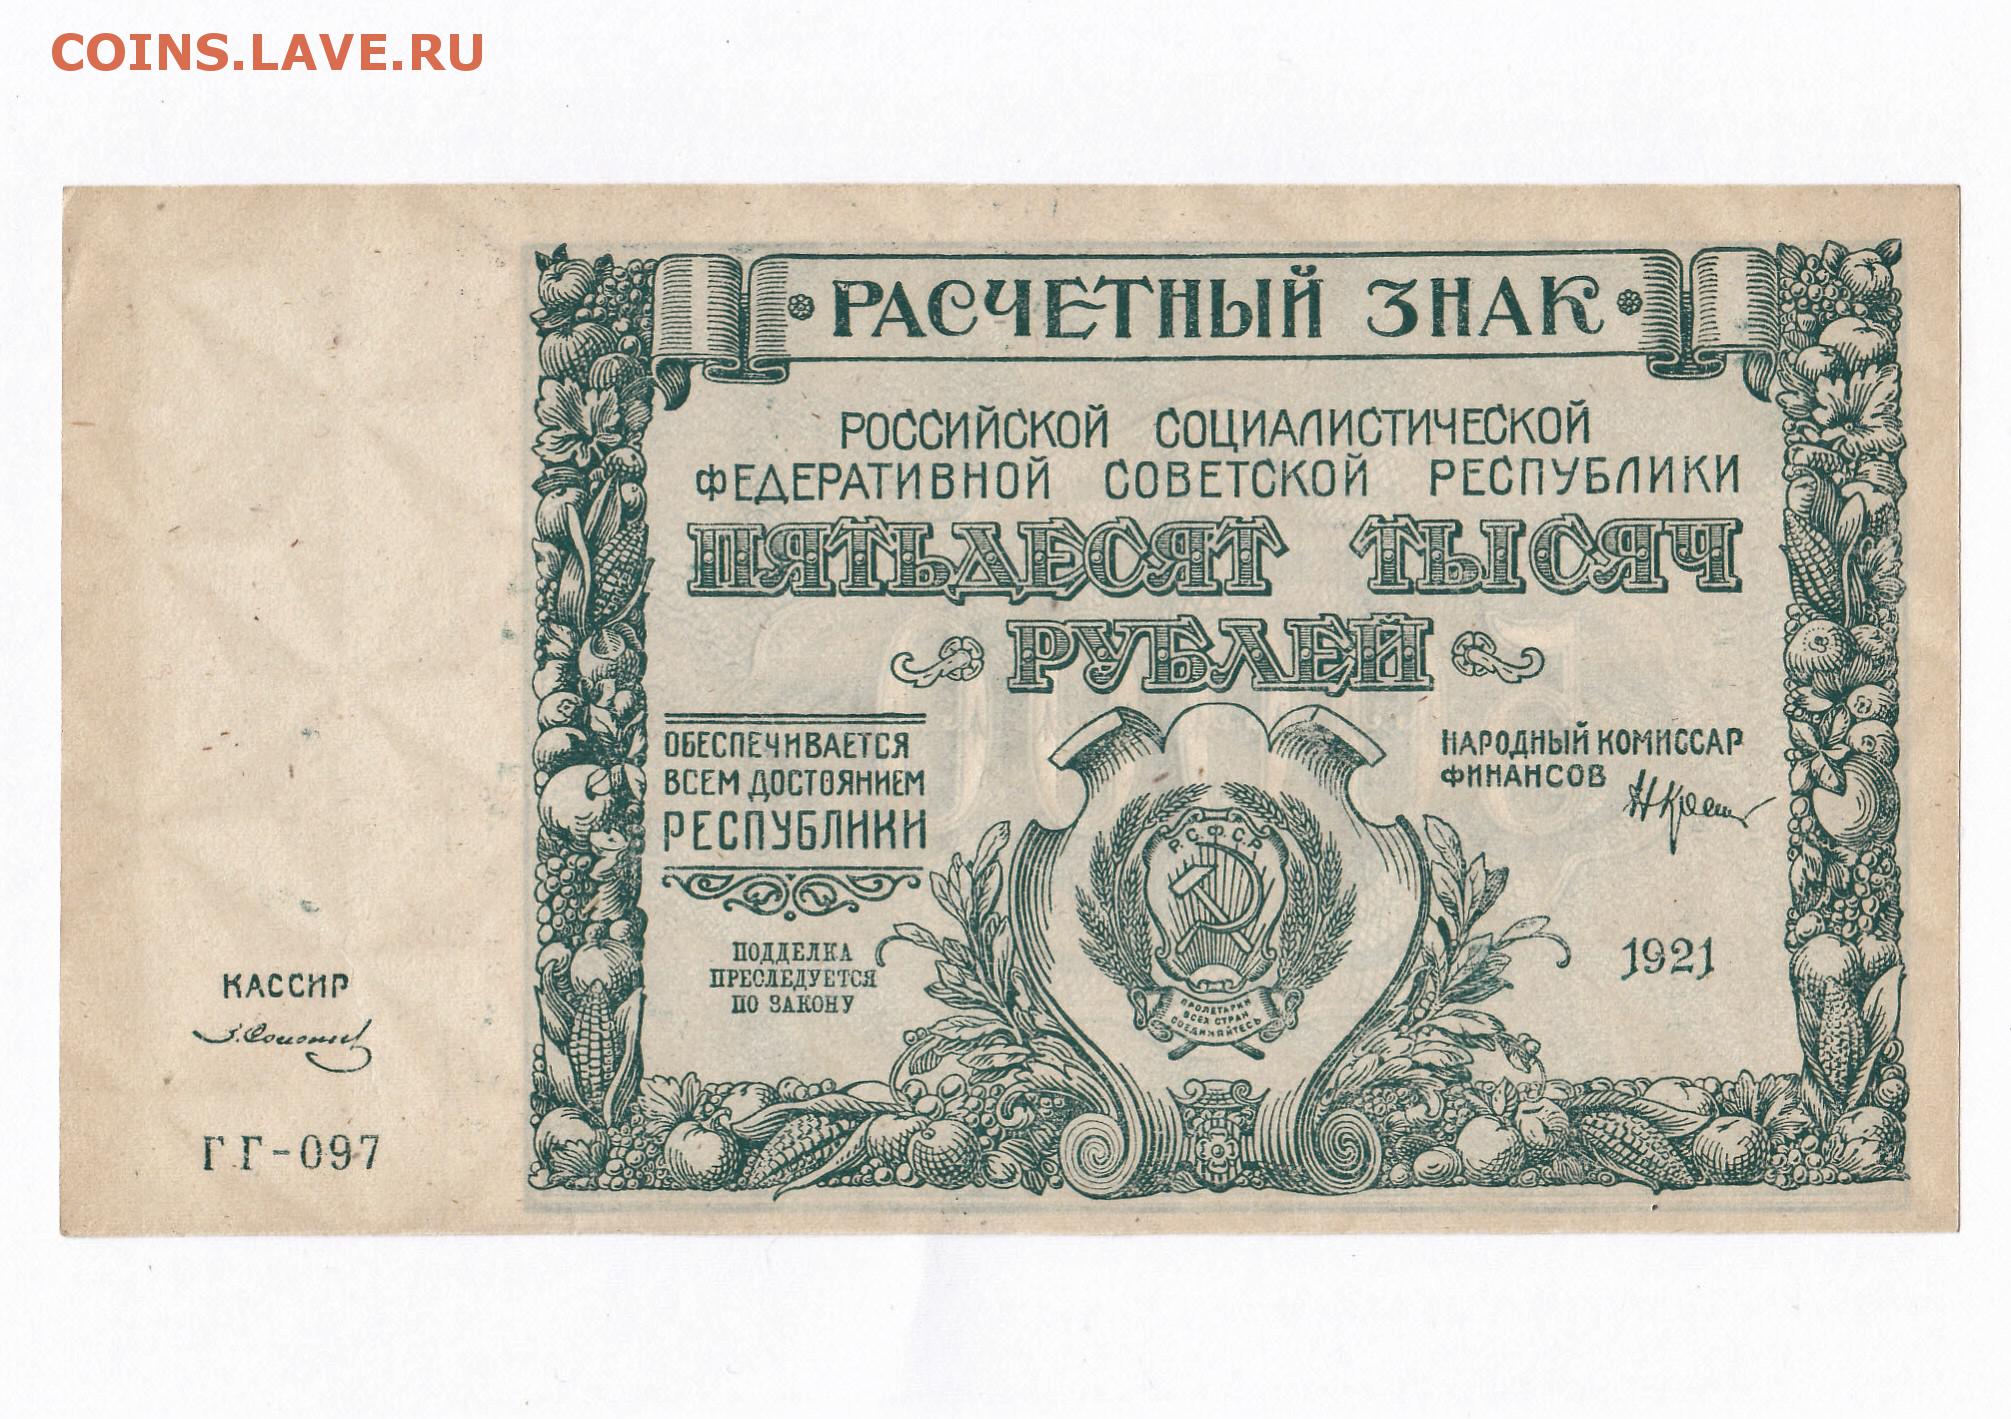 COINS.LAVE.RU
РАСЧЕТНЫЙ ЗНАК
РОССИЙСКОЙ СОЦИАЛИСТИЧЕСКОЙ
ФЕДЕРАТИВНОЙ СОВЕТСКОЙ РЕСПУБЛИКИ
ПЯТЬДЕСЯТ ТЫСЯЧ
РУБЛЕЙ
ОБЕСПЕЧИВАЕТСЯ
ВСЕМ ДОСТОЯНИЕМ
РЕСПУБЛИКИ
НАРОДНЫЙ КОМИССАР
ФИНАНСОВ
Р.С.Ф.С.Р.
ПРОЛЕТАРИИ
ВСЕХ СТРАН
СОЕДИНЯЙТЕСЬ
ПОДДЕЛКА
ПРЕСЛЕДУЕТСЯ
ПО ЗАКОНУ
1921
КАССИР
ГГ-097